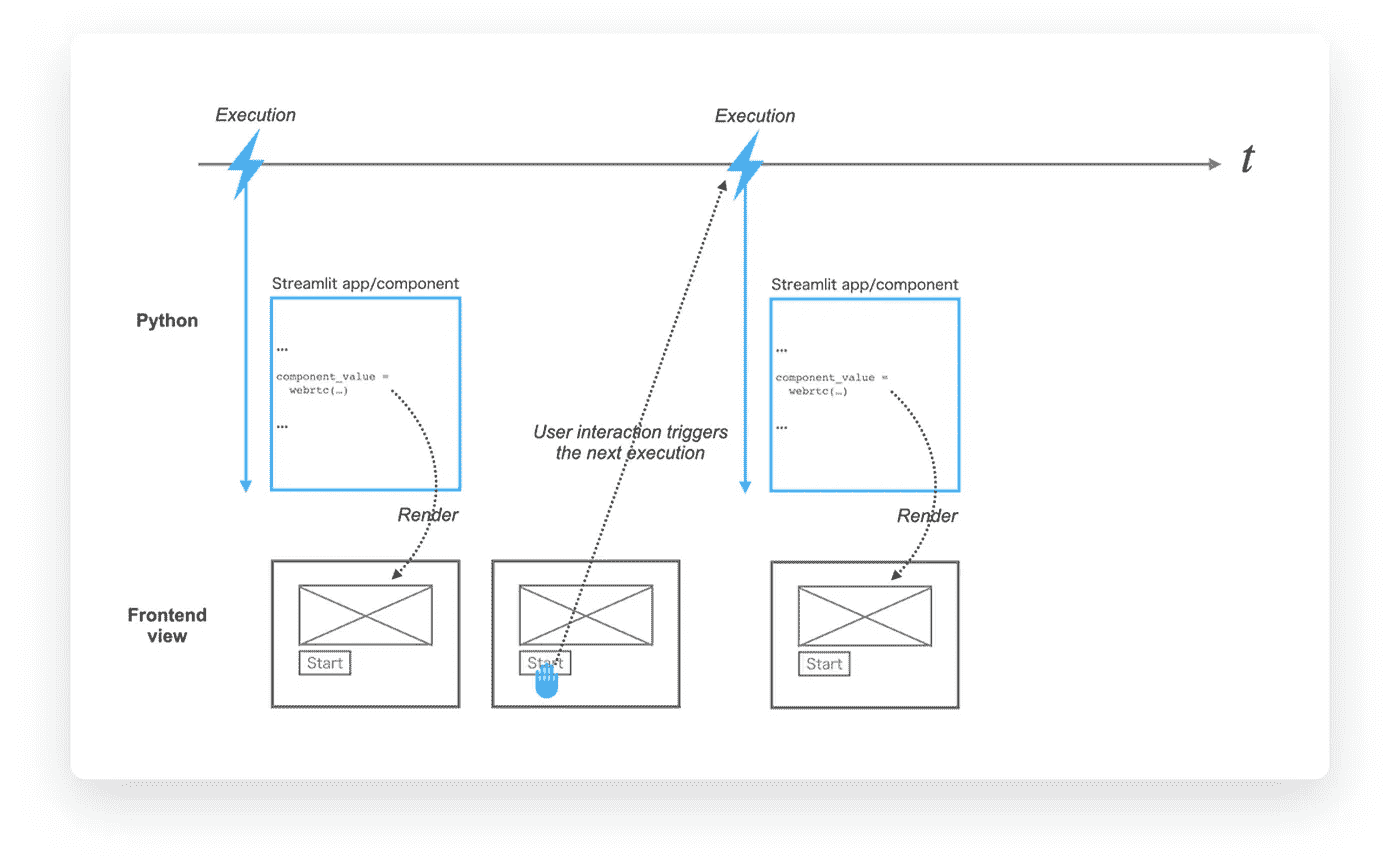 Execution
Execution
t
Streamlit app/component
Streamlit app/component
Python
...
component_value =
webrtc(…)
...
...
component_value =
webrtc(…)
...
User interaction triggers
the next execution
Render
Render
Frontend
view
Start
Start
Start